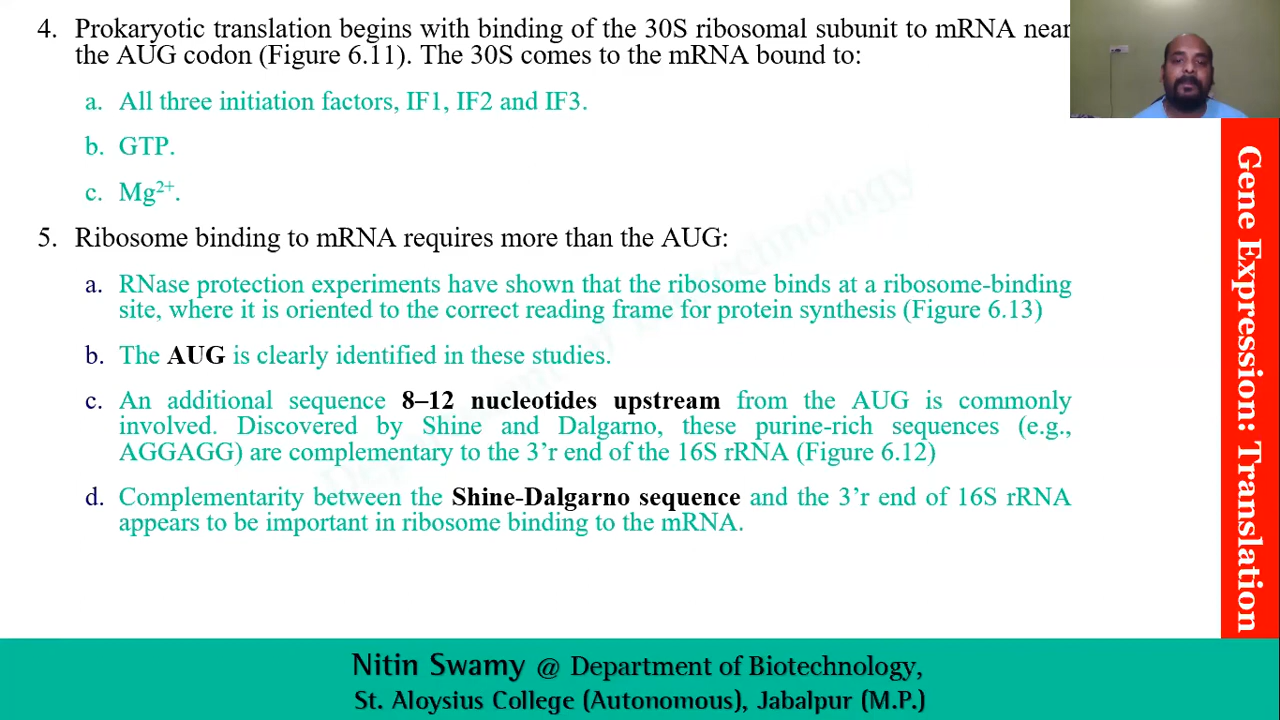 4. Prokaryotic translation begins with binding of the 30S ribosomal subunit to mRNA near
the AUG codon (Figure 6.11). The 30S comes to the mRNA bound to:
a. All three initiation factors, IF1, IF2 and IF3.
b. GTP.
c. Mg²⁺.
5. Ribosome binding to mRNA requires more than the AUG:
a. RNase protection experiments have shown that the ribosome binds at a ribosome-binding
site, where it is oriented to the correct reading frame for protein synthesis (Figure 6.13)
b. The AUG is clearly identified in these studies.
c. An additional sequence 8–12 nucleotides upstream from the AUG is commonly
involved. Discovered by Shine and Dalgarno, these purine-rich sequences (e.g.,
AGGAGG) are complementary to the 3’r end of the 16S rRNA (Figure 6.12)
d. Complementarity between the Shine-Dalgarno sequence and the 3’r end of 16S rRNA
appears to be important in ribosome binding to the mRNA.
Gene Expression: Translation
Nitin Swamy @ Department of Biotechnology,
St. Aloysius College (Autonomous), Jabalpur (M.P.)